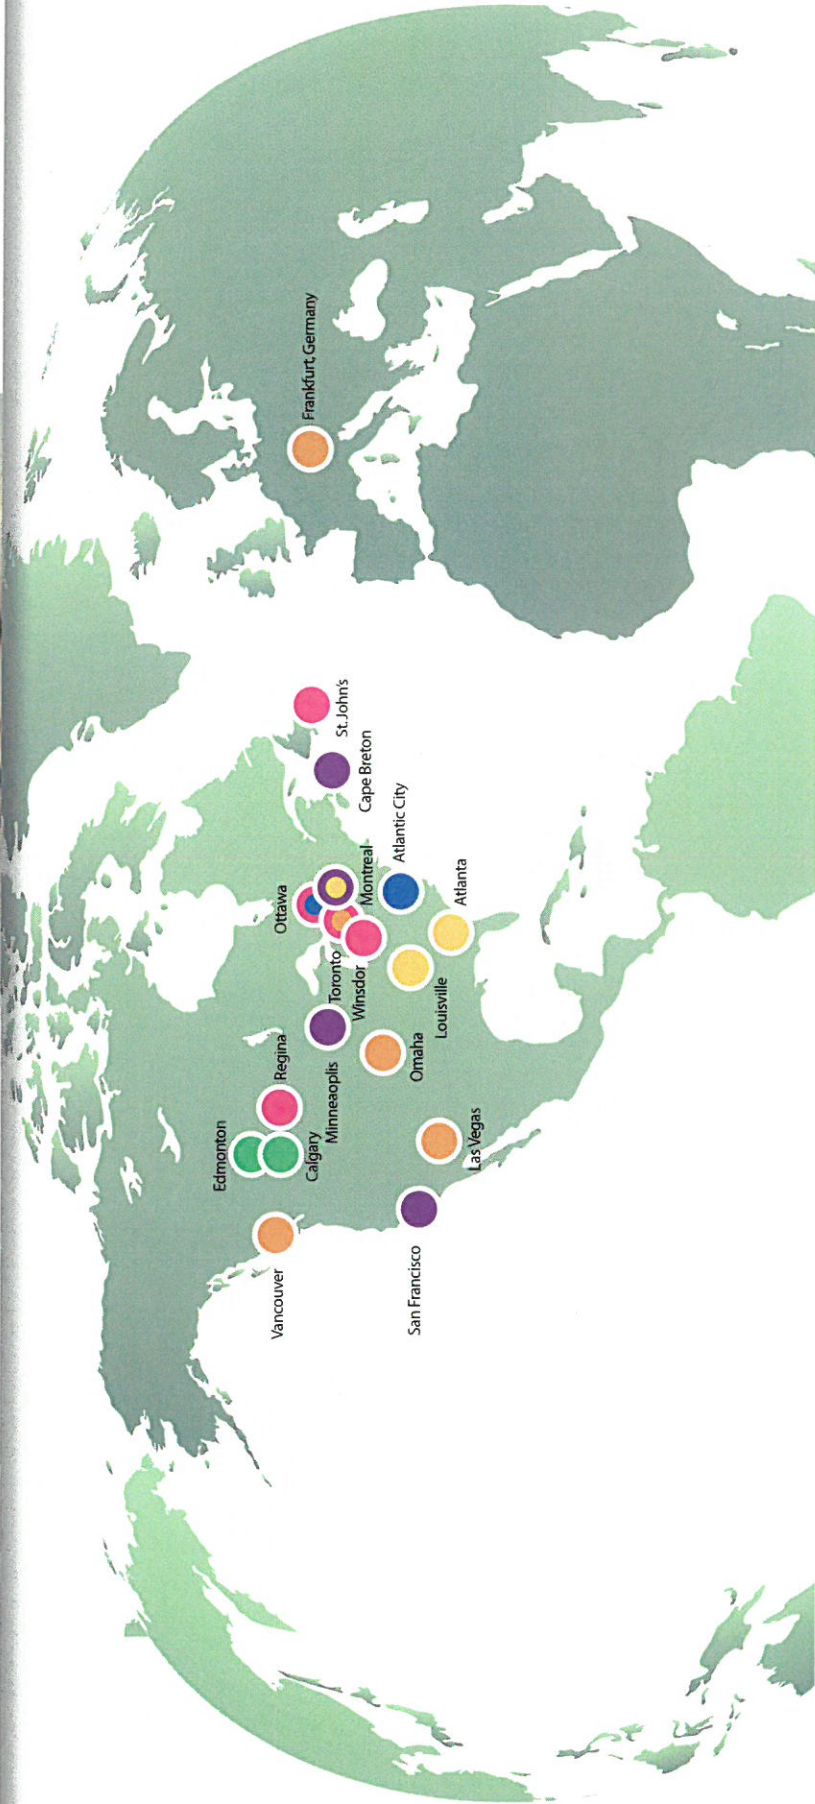 Vancouver
Edmonton
Calgary
Regina
San Francisco
Las Vegas
Minneaoplis
Omaha
Louisville
Winsdor
Toronto
Ottawa
Montreal
Atlantic City
Atlanta
Cape Breton
St. John's
Frankfurt, Germany